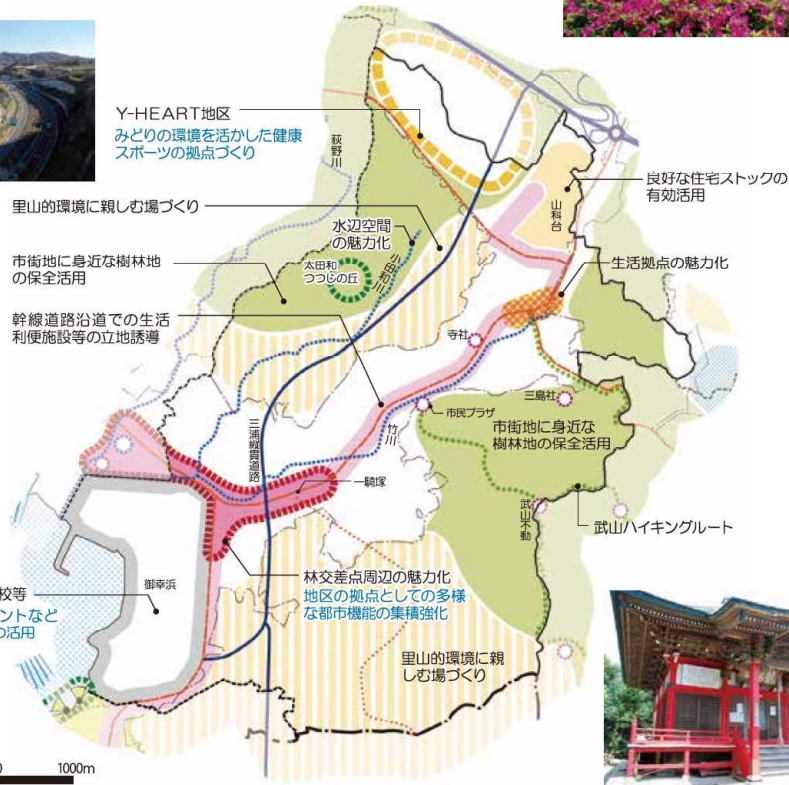 Y-HEART地区
みどりの環境を活かした健康
スポーツの拠点づくり
荻野川
良好な住宅ストックの
有効活用
山科台
里山的環境に親しむ場づくり
水辺空間
の魅力化
小田和川
市街地に身近な樹林地
の保全活用
太田和
つつじの丘
生活拠点の魅力化
幹線道路沿道での生活
利便施設等の立地誘導
寺社
三島社
市民プラザ
市街地に身近な
樹林地の保全活用
竹川
三浦縦貫道路
一騎塚
武山不動
武山ハイキングルート
校等
ントなど
の活用
御幸浜
林交差点周辺の魅力化
地区の拠点としての多様
な都市機能の集積強化
里山的環境に親
しむ場づくり
0
1000m